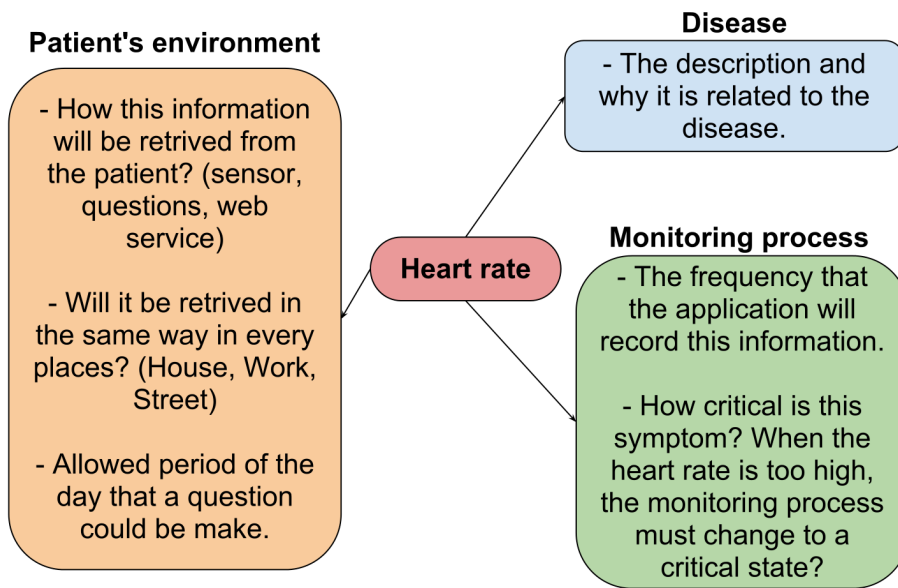 Patient's environment
- How this information
will be retrived from
the patient? (sensor,
questions, web
service)
- Will it be retrived in
the same way in every
places? (House, Work,
Street)
- Allowed period of the
day that a question
could be make.
Heart rate
Disease
- The description and
why it is related to the
disease.
Monitoring process
- The frequency that
the application will
record this information.
- How critical is this
symptom? When the
heart rate is too high,
the monitoring process
must change to a
critical state?